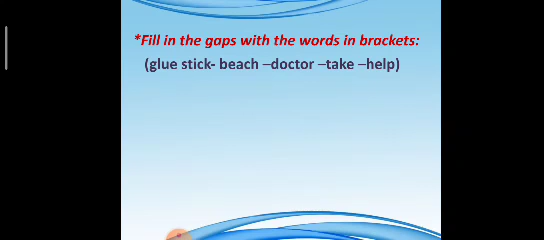 *Fill in the gaps with the words in brackets:
(glue stick- beach –doctor –take –help)